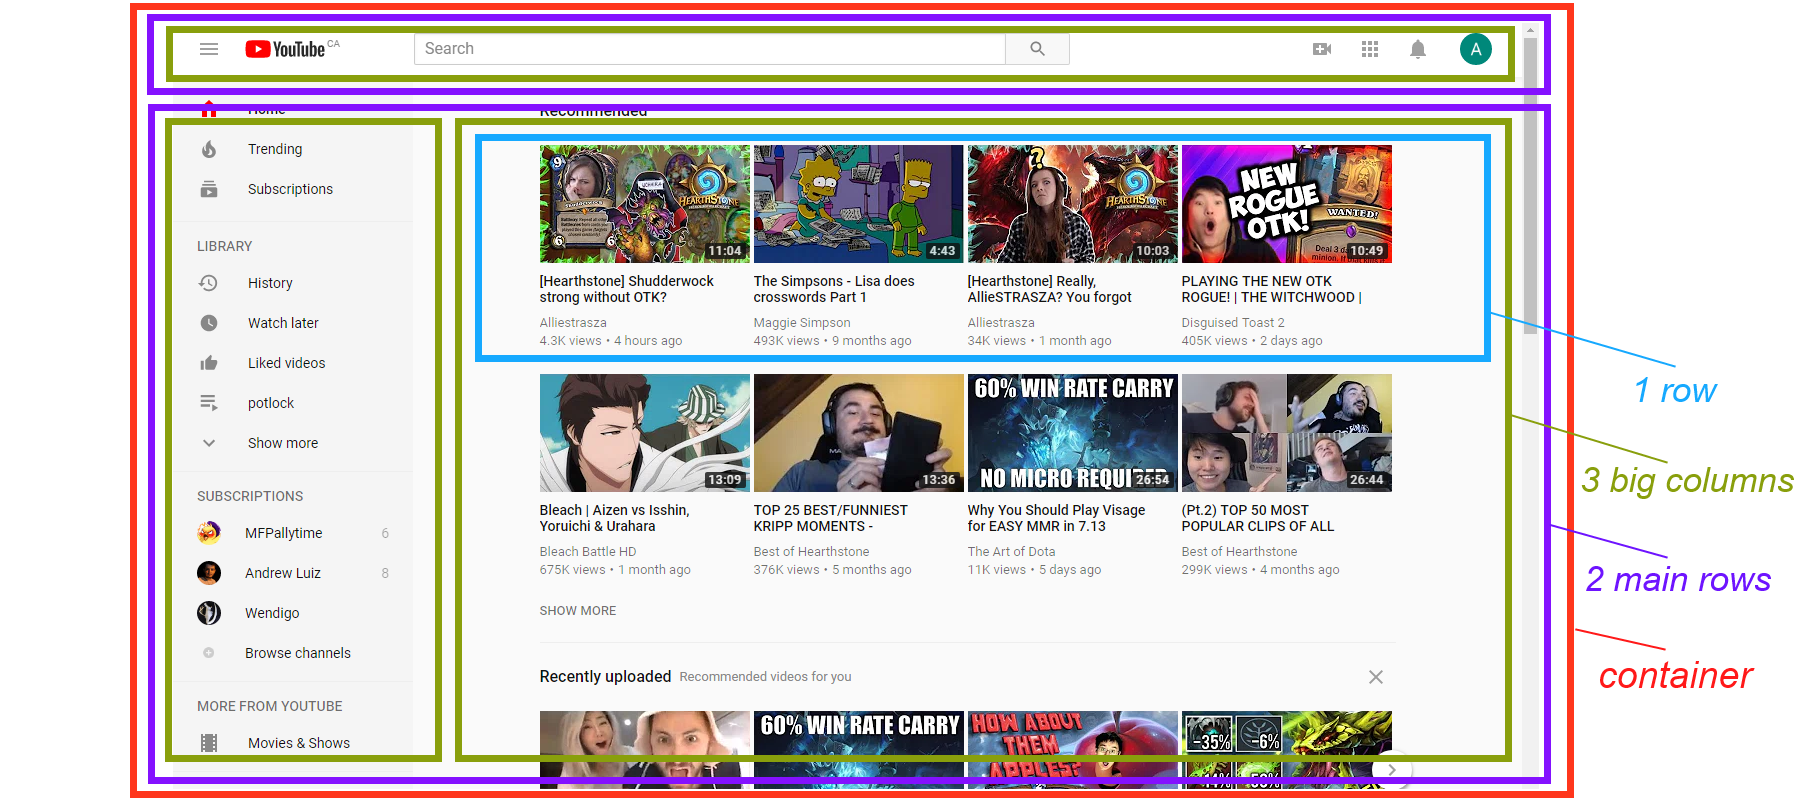 YouTube CA
Search
A
Home
Trending
Subscriptions
LIBRARY
History
Watch later
Liked videos
potlock
Show more
SUBSCRIPTIONS
MFPallytime 6
Andrew Luiz 8
Wendigo
Browse channels
MORE FROM YOUTUBE
Movies & Shows
Recommended
9
6
6
HEARTHSTONE
11:04
4:43
?
HEARTHSTONE
10:03
NEW
ROGUE
OTK!
WANTED!
Deal 3
10:49
[Hearthstone] Shudderwock
strong without OTK?
Alliestrasza
4.3K views • 4 hours ago
The Simpsons - Lisa does
crosswords Part 1
Maggie Simpson
493K views • 9 months ago
[Hearthstone] Really,
AllieSTRASZA? You forgot
Alliestrasza
34K views • 1 month ago
PLAYING THE NEW OTK
ROGUE! | THE WITCHWOOD |
Disguised Toast 2
405K views • 2 days ago
13:09
13:36
60% WIN RATE CARRY
NO MICRO REQUIRED
26:54
26:44
Bleach | Aizen vs Isshin,
Yoruichi & Urahara
Bleach Battle HD
675K views • 1 month ago
TOP 25 BEST/FUNNIEST
KRIPP MOMENTS -
Best of Hearthstone
376K views • 5 months ago
Why You Should Play Visage
for EASY MMR in 7.13
The Art of Dota
11K views • 5 days ago
(Pt.2) TOP 50 MOST
POPULAR CLIPS OF ALL
Best of Hearthstone
299K views • 4 months ago
SHOW MORE
Recently uploaded Recommended videos for you
60% WIN RATE CARRY
HOW ABOUT
THEM
APPLES?
-35% -6%
1 row
3 big columns
2 main rows
container